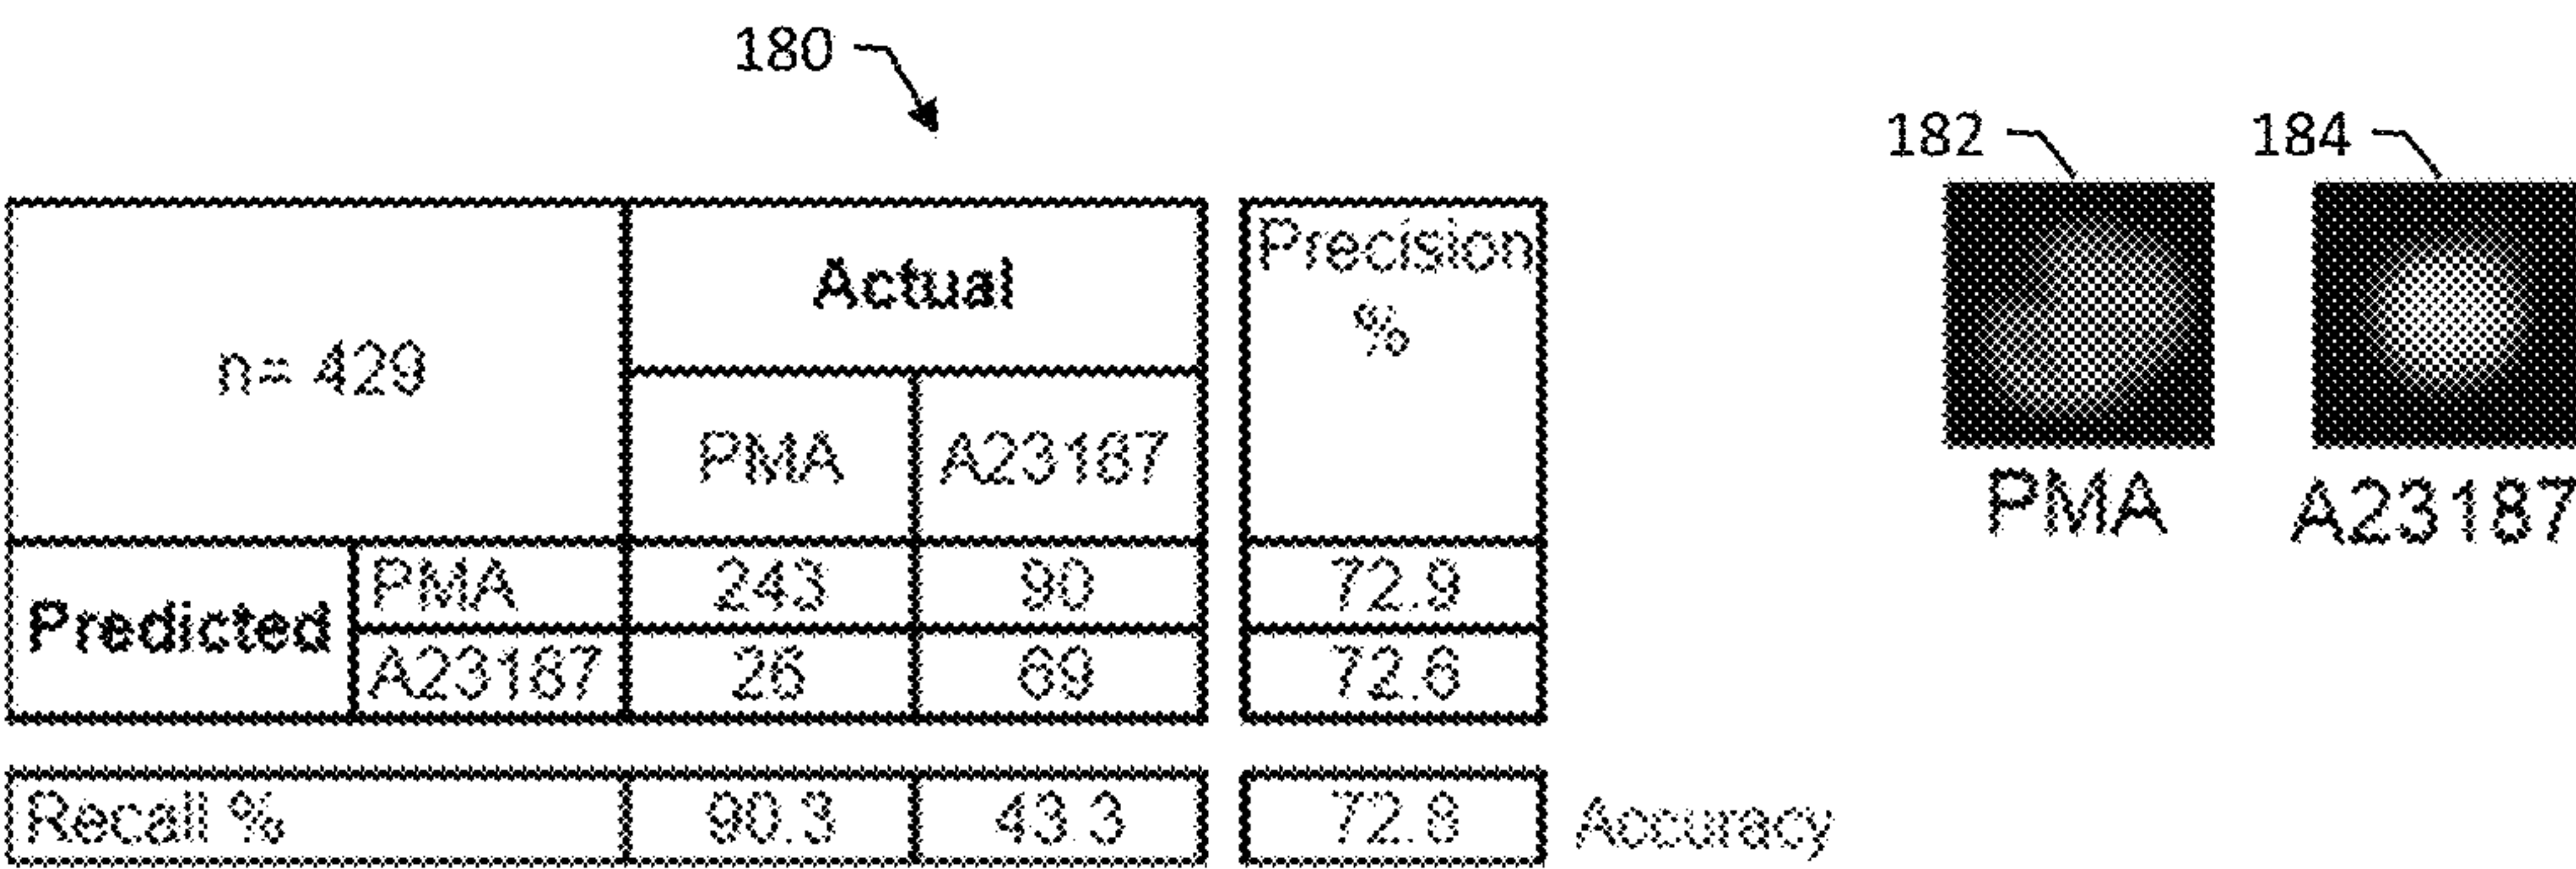 180
182
184
n= 429
Actual
Precision
%
PMA
A23187
PMA
A23187
Predicted
PMA
243
90
72.9
A23187
26
69
72.6
Recall %
90.3
43.3
72.8
Accuracy